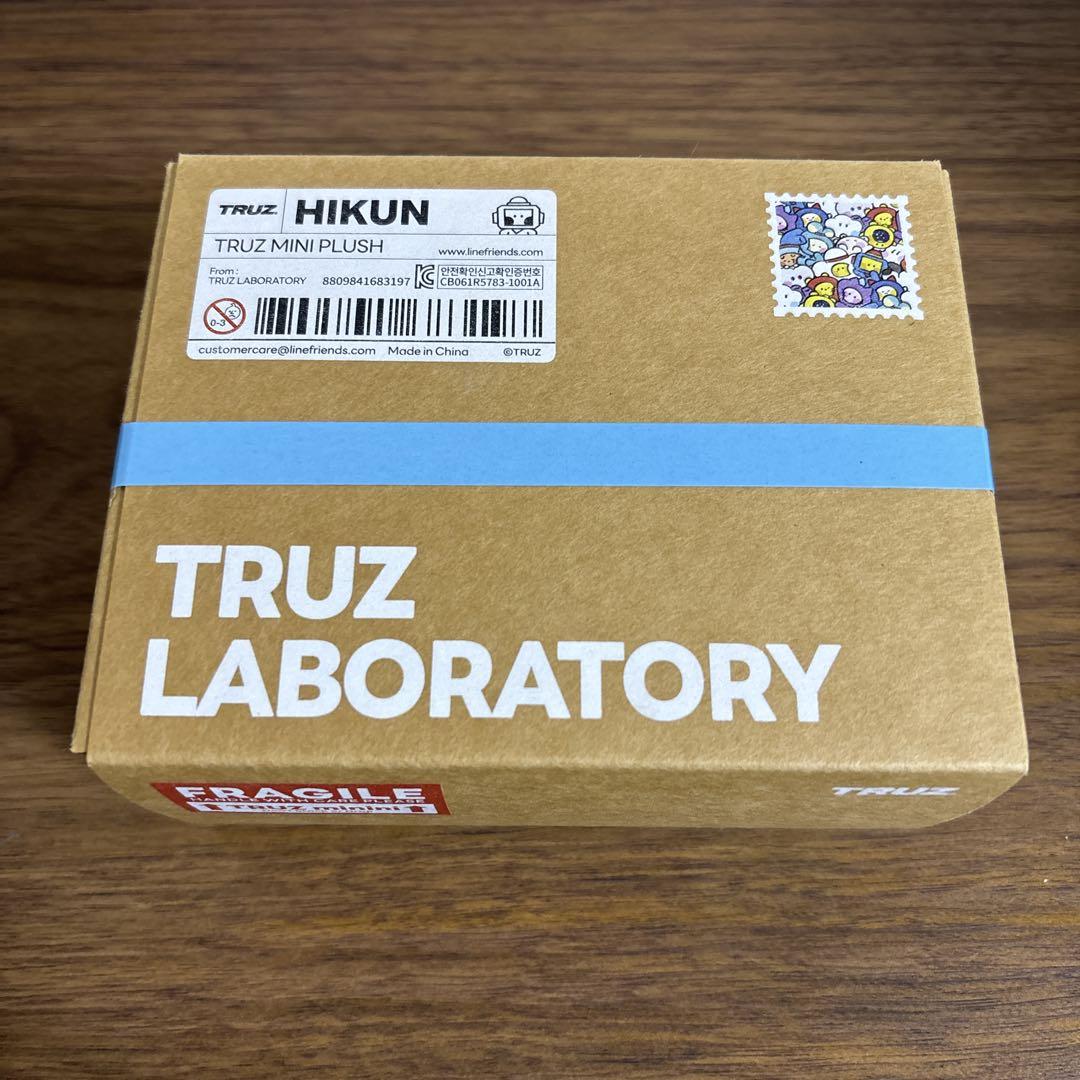 TRUZ. HIKUN
TRUZ MINI PLUSH www.linefriends.com
From :
TRUZ LABORATORY 8809841683197 안전확인신고확인증번호
CB061R5783-1001A
0-3
customercare@linefriends.com Made in China ©TRUZ
TRUZ
LABORATORY
FRAGILE
HANDLE WITH CARE PLEASE
TRUZ minini
TRUZ